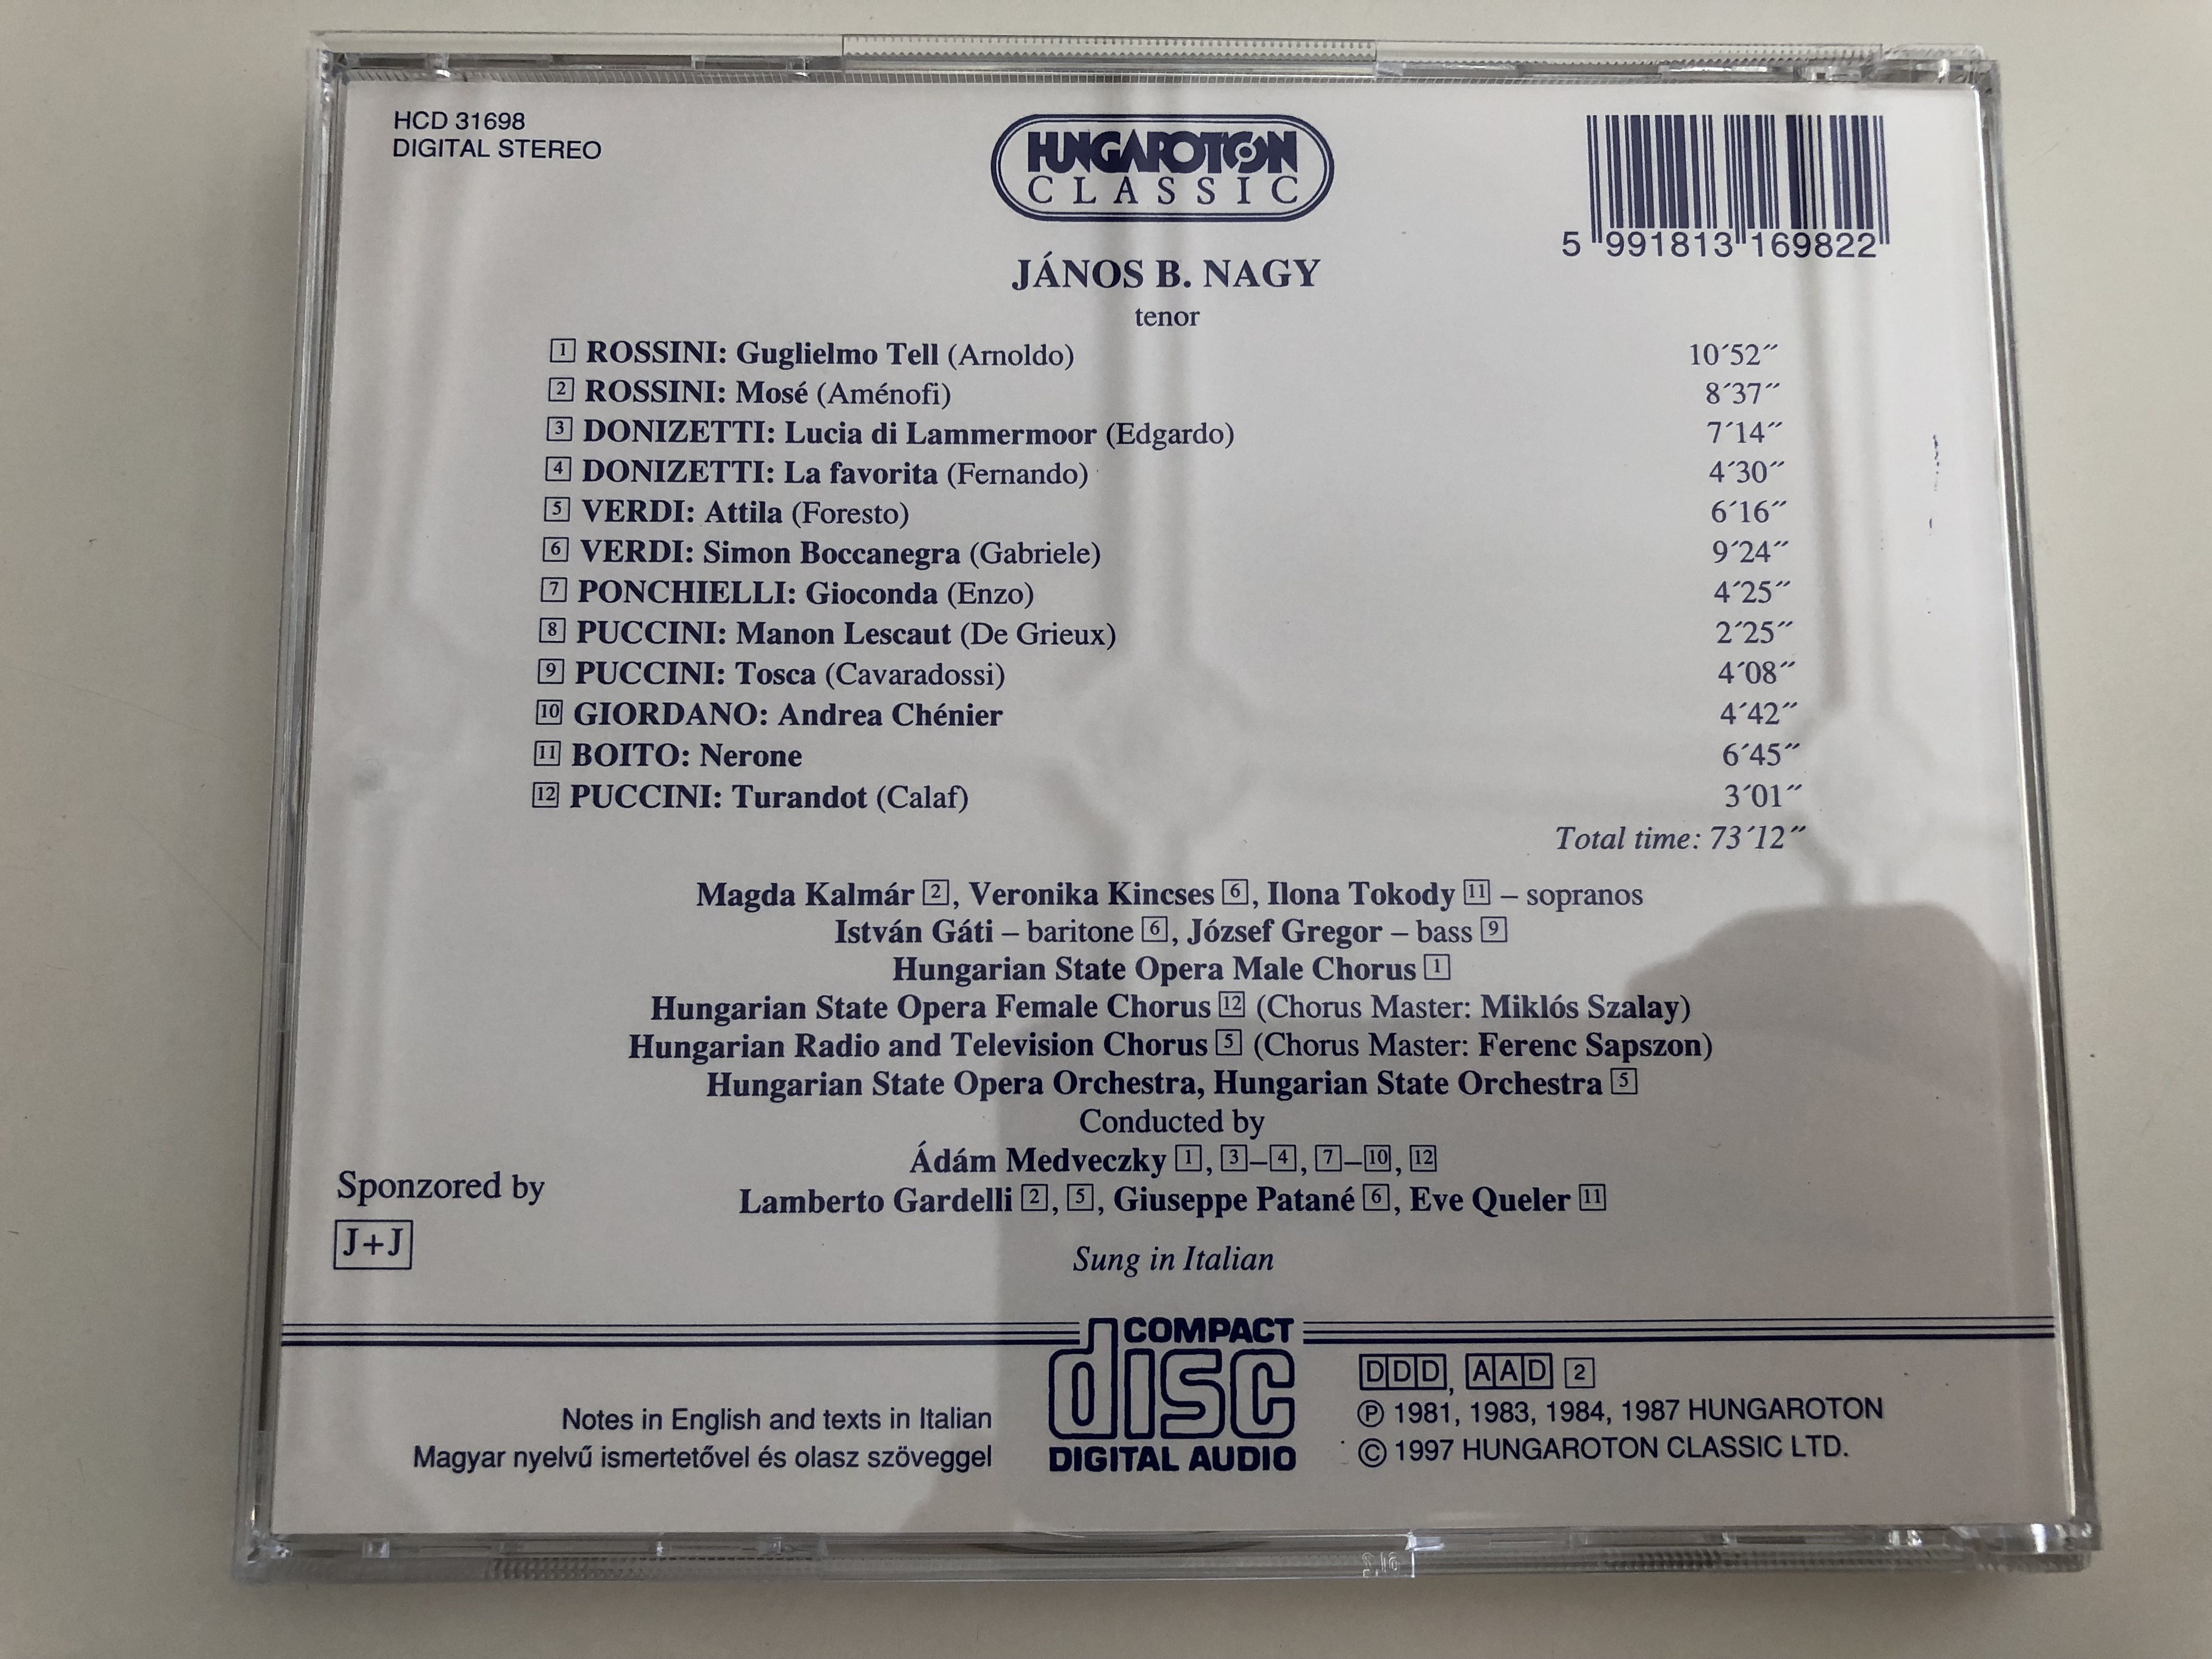 HCD 31698
DIGITAL STEREO
HUNGAROTON
CLASSIC
5 991813 169822
JÁNOS B. NAGY
tenor
1 ROSSINI: Guglielmo Tell (Arnoldo) 10´52˝
2 ROSSINI: Mosé (Aménofi) 8´37˝
3 DONIZETTI: Lucia di Lammermoor (Edgardo) 7´14˝
4 DONIZETTI: La favorita (Fernando) 4´30˝
5 VERDI: Attila (Foresto) 6´16˝
6 VERDI: Simon Boccanegra (Gabriele) 9´24˝
7 PONCHIELLI: Gioconda (Enzo) 4´25˝
8 PUCCINI: Manon Lescaut (De Grieux) 2´25˝
9 PUCCINI: Tosca (Cavaradossi) 4´08˝
10 GIORDANO: Andrea Chénier 4´42˝
11 BOITO: Nerone 6´45˝
12 PUCCINI: Turandot (Calaf) 3´01˝
Total time: 73´12˝
Magda Kalmár 2, Veronika Kincses 6, Ilona Tokody 11 – sopranos
István Gáti – baritone 6, József Gregor – bass 9
Hungarian State Opera Male Chorus 1
Hungarian State Opera Female Chorus 12 (Chorus Master: Miklós Szalay)
Hungarian Radio and Television Chorus 5 (Chorus Master: Ferenc Sapszon)
Hungarian State Opera Orchestra, Hungarian State Orchestra 5
Conducted by
Ádám Medveczky 1, 3–4, 7–10, 12
Lamberto Gardelli 2, 5, Giuseppe Patané 6, Eve Queler 11
Sponzored by
J+J
Sung in Italian
COMPACT
disc
DIGITAL AUDIO
Notes in English and texts in Italian
Magyar nyelvű ismertetővel és olasz szöveggel
DDD, AAD 2
Ⓟ 1981, 1983, 1984, 1987 HUNGAROTON
© 1997 HUNGAROTON CLASSIC LTD.